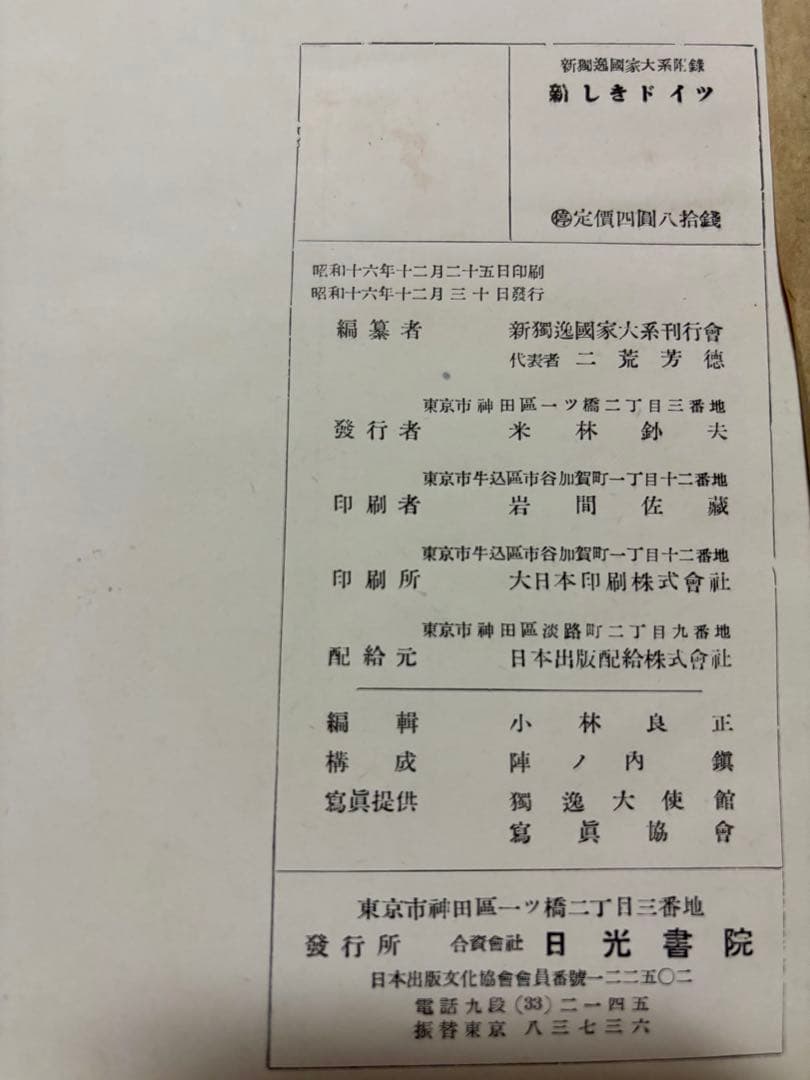 新獨逸國家大系附錄
新しきドイツ
㊕定價四圓八拾錢
昭和十六年十二月二十五日印刷
昭和十六年十二月三十日發行
編纂者 新獨逸國家大系刊行會
代表者 二荒芳德
東京市神田區一ツ橋二丁目三番地
發行者 米林鈔夫
東京市牛込區市谷加賀町一丁目十二番地
印刷者 岩間佐藏
東京市牛込區市谷加賀町一丁目十二番地
印刷所 大日本印刷株式會社
東京市神田區淡路町二丁目九番地
配給元 日本出版配給株式會社
編輯 小林良正
構成 陣ノ內鎭
寫眞提供 獨逸大使館
寫眞協會
東京市神田區一ツ橋二丁目三番地
發行所 合資會社 日光書院
日本出版文化協會會員番號一二二五〇二
電話九段(33)二一四五
振替東京 八三七三六